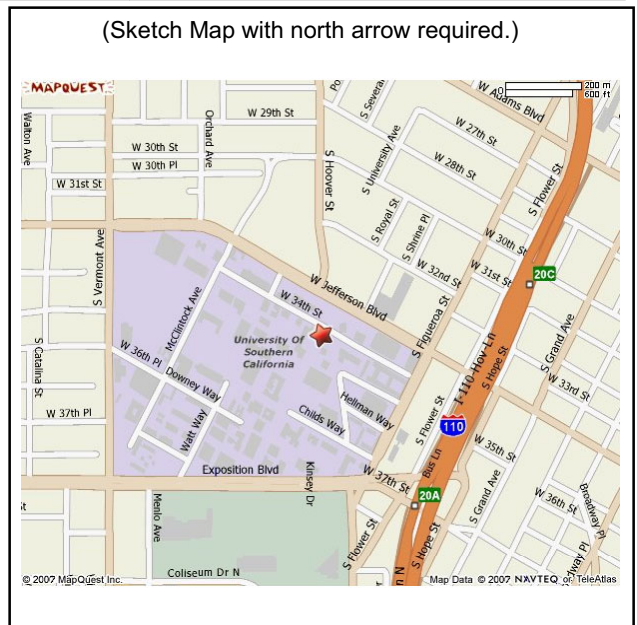 (Sketch Map with north arrow required.)
MAPQUEST
0
200 m
600 ft
W Adams Blvd
S Severa
Po
Walton Ave
Orchard Ave
W 29th St
W 27th St
S University Ave
W 30th St
W 28th St
W 30th Pl
S Hoover St
S Flower St
W 31st St
S Royal St
S Shrine Pl
W 30th St
S Vermont Ave
W 31st St
20C
W 32nd St
W Jefferson Blvd
McClintock Ave
W 34th St
S Figueroa St
I-110 Hov Ln
S Grand Ave
University Of
Southern
California
S Catalina St
W 36th Pl
Downey Way
S Hope St
W 33rd St
Hellman Way
W 37th Pl
Watt Way
Childs Way
S Flower St
110
W 35th St
Bus Ln
Exposition Blvd
Kinsey Dr
W 37th St
S Grand Ave
W 36th St
Broadway Pl
20A
Menlo Ave
S Flower St
S Hope St
dway Pl
Coliseum Dr N
u N
© 2007 MapQuest Inc.
Map Data © 2007 NAVTEQ or TeleAtlas